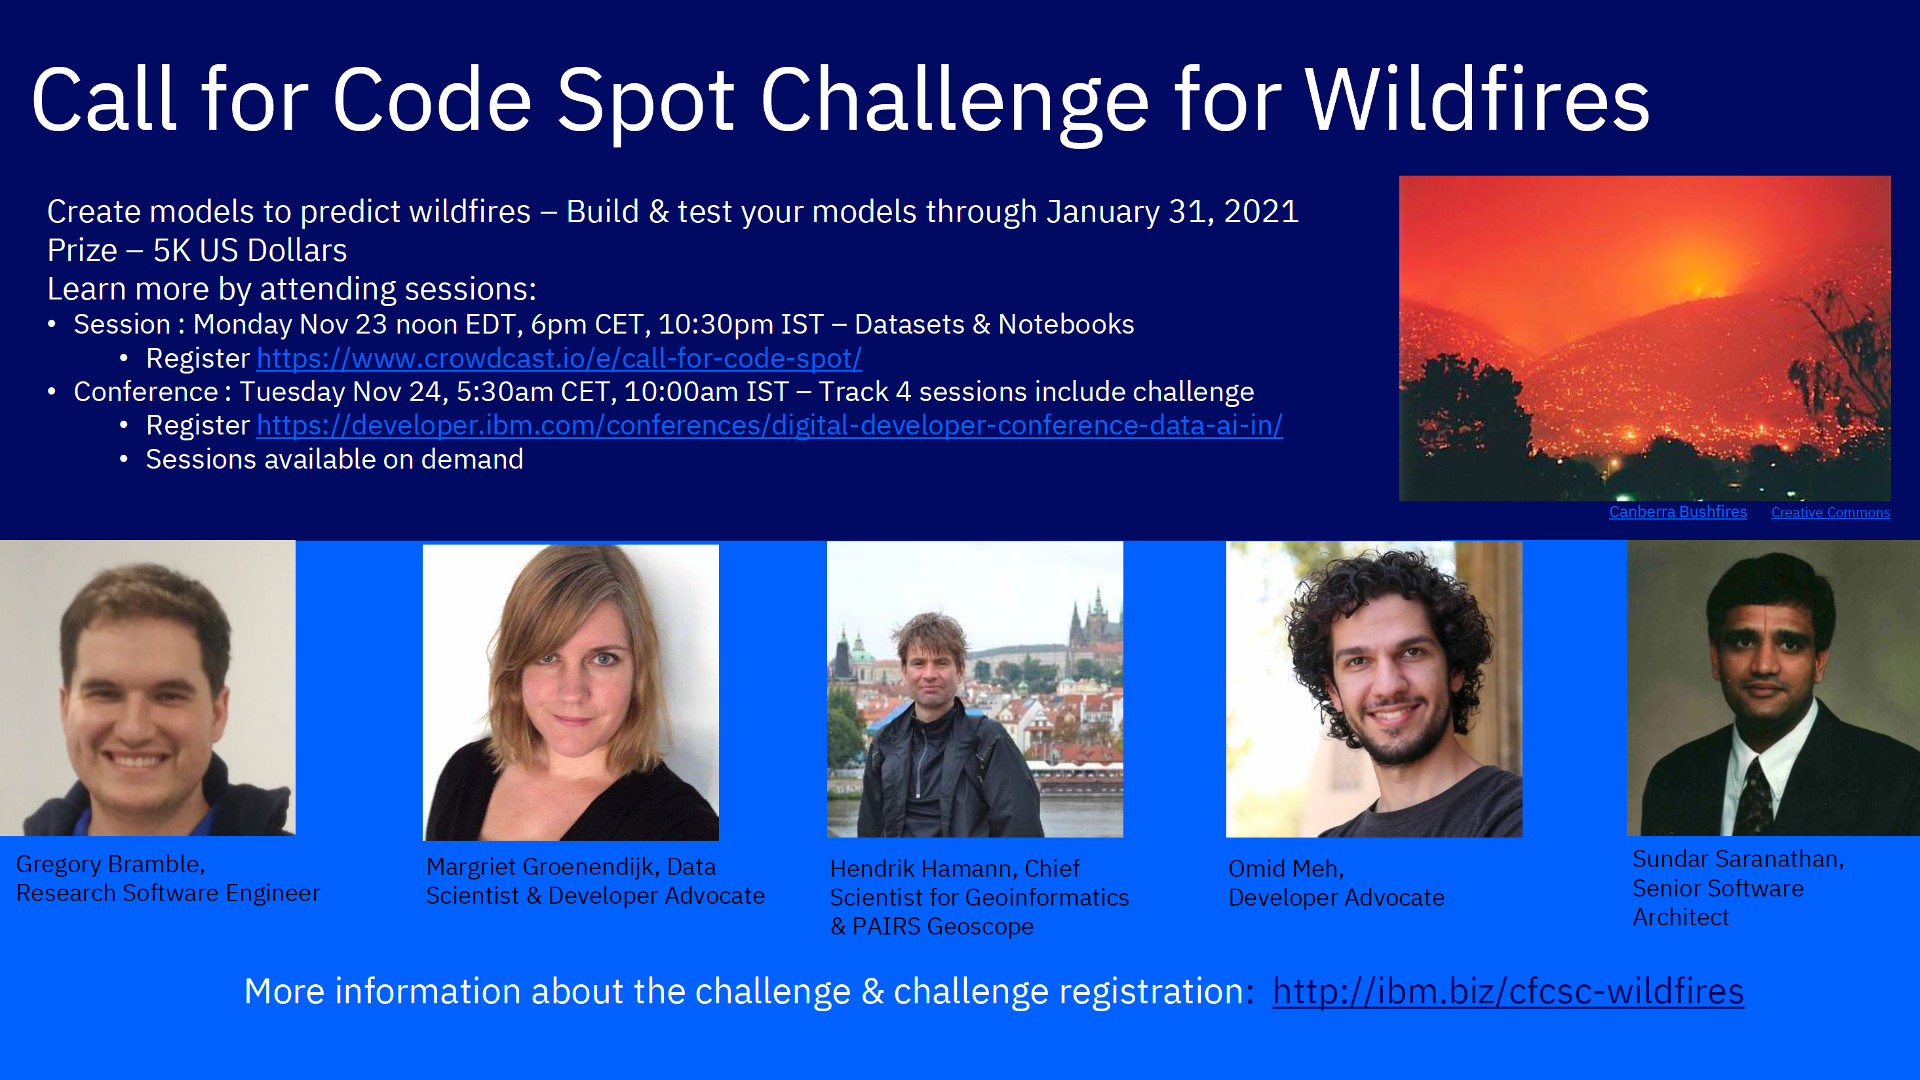 Call for Code Spot Challenge for Wildfires
Create models to predict wildfires – Build & test your models through January 31, 2021
Prize – 5K US Dollars
Learn more by attending sessions:
• Session : Monday Nov 23 noon EDT, 6pm CET, 10:30pm IST – Datasets & Notebooks
• Register https://www.crowdcast.io/e/call-for-code-spot/
• Conference : Tuesday Nov 24, 5:30am CET, 10:00am IST – Track 4 sessions include challenge
• Register https://developer.ibm.com/conferences/digital-developer-conference-data-ai-in/
• Sessions available on demand
Canberra Bushfires Creative Commons
Gregory Bramble,
Research Software Engineer
Margriet Groenendijk, Data
Scientist & Developer Advocate
Hendrik Hamann, Chief
Scientist for Geoinformatics
& PAIRS Geoscope
Omid Meh,
Developer Advocate
Sundar Saranathan,
Senior Software
Architect
More information about the challenge & challenge registration: http://ibm.biz/cfcsc-wildfires